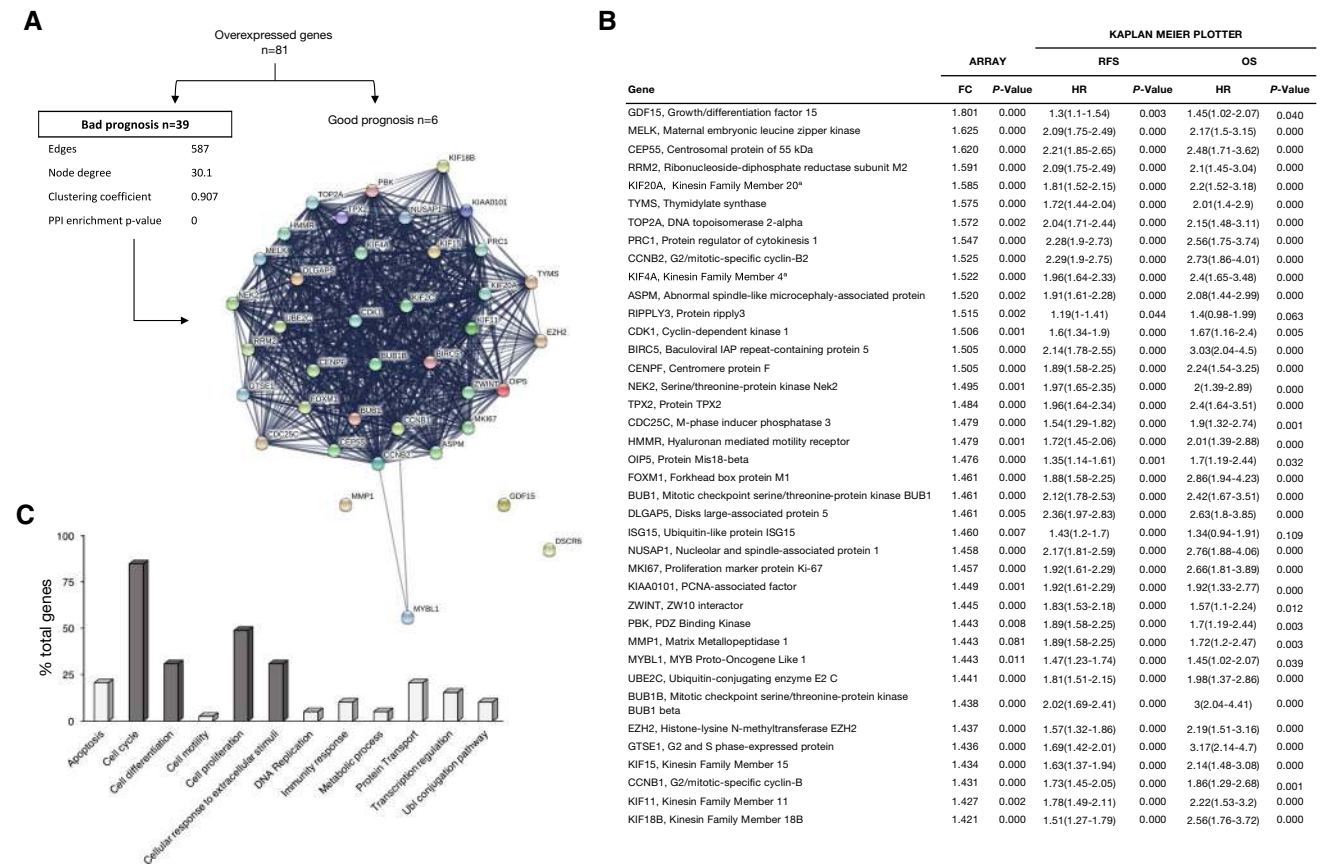 A
Overexpressed genes
n=81
Bad prognosis n=39
Good prognosis n=6
Edges 587
Node degree 30.1
Clustering coefficient 0.907
PPI enrichment p-value 0
KIF18B
PBK
TOP2A
TPX2
NUSAP1
KIAA0101
HMMR
KIF4A
KIF15
PRC1
MELK
DLGAP5
TYMS
KIF20A
NEK2
KIF2C
UBE2C
CDK1
KIF11
EZH2
RRM2
CENPF
BUB1B
BIRC5
GTSE1
ZWINT
OIP5
FOXM1
BUB1
CCNB1
MKI67
CDC25C
CEP55
ASPM
CCNB2
MMP1
GDF15
DSCR6
MYBL1
B
KAPLAN MEIER PLOTTER
ARRAY RFS OS
Gene FC P-Value HR P-Value HR P-Value
GDF15, Growth/differentiation factor 15 1.801 0.000 1.3(1.1-1.54) 0.003 1.45(1.02-2.07) 0.040
MELK, Maternal embryonic leucine zipper kinase 1.625 0.000 2.09(1.75-2.49) 0.000 2.17(1.5-3.15) 0.000
CEP55, Centrosomal protein of 55 kDa 1.620 0.000 2.21(1.85-2.65) 0.000 2.48(1.71-3.62) 0.000
RRM2, Ribonucleoside-diphosphate reductase subunit M2 1.591 0.000 2.09(1.75-2.49) 0.000 2.1(1.45-3.04) 0.000
KIF20A, Kinesin Family Member 20ª 1.585 0.000 1.81(1.52-2.15) 0.000 2.2(1.52-3.18) 0.000
TYMS, Thymidylate synthase 1.575 0.000 1.72(1.44-2.04) 0.000 2.01(1.4-2.9) 0.000
TOP2A, DNA topoisomerase 2-alpha 1.572 0.002 2.04(1.71-2.44) 0.000 2.15(1.48-3.11) 0.000
PRC1, Protein regulator of cytokinesis 1 1.547 0.000 2.28(1.9-2.73) 0.000 2.56(1.75-3.74) 0.000
CCNB2, G2/mitotic-specific cyclin-B2 1.525 0.000 2.29(1.9-2.75) 0.000 2.73(1.86-4.01) 0.000
KIF4A, Kinesin Family Member 4ª 1.522 0.000 1.96(1.64-2.33) 0.000 2.4(1.65-3.48) 0.000
ASPM, Abnormal spindle-like microcephaly-associated protein 1.520 0.002 1.91(1.61-2.28) 0.000 2.08(1.44-2.99) 0.000
RIPPLY3, Protein ripply3 1.515 0.002 1.19(1-1.41) 0.044 1.4(0.98-1.99) 0.063
CDK1, Cyclin-dependent kinase 1 1.506 0.001 1.6(1.34-1.9) 0.000 1.67(1.16-2.4) 0.005
BIRC5, Baculoviral IAP repeat-containing protein 5 1.505 0.000 2.14(1.78-2.55) 0.000 3.03(2.04-4.5) 0.000
CENPF, Centromere protein F 1.505 0.000 1.89(1.58-2.25) 0.000 2.24(1.54-3.25) 0.000
NEK2, Serine/threonine-protein kinase Nek2 1.495 0.001 1.97(1.65-2.35) 0.000 2(1.39-2.89) 0.000
TPX2, Protein TPX2 1.484 0.000 1.96(1.64-2.34) 0.000 2.4(1.64-3.51) 0.000
CDC25C, M-phase inducer phosphatase 3 1.479 0.000 1.54(1.29-1.82) 0.000 1.9(1.32-2.74) 0.001
HMMR, Hyaluronan mediated motility receptor 1.479 0.001 1.72(1.45-2.06) 0.000 2.01(1.39-2.88) 0.000
OIP5, Protein Mis18-beta 1.476 0.000 1.35(1.14-1.61) 0.001 1.7(1.19-2.44) 0.032
FOXM1, Forkhead box protein M1 1.461 0.000 1.88(1.58-2.25) 0.000 2.86(1.94-4.23) 0.000
BUB1, Mitotic checkpoint serine/threonine-protein kinase BUB1 1.461 0.000 2.12(1.78-2.53) 0.000 2.42(1.67-3.51) 0.000
DLGAP5, Disks large-associated protein 5 1.461 0.005 2.36(1.97-2.83) 0.000 2.63(1.8-3.85) 0.000
ISG15, Ubiquitin-like protein ISG15 1.460 0.007 1.43(1.2-1.7) 0.000 1.34(0.94-1.91) 0.109
NUSAP1, Nucleolar and spindle-associated protein 1 1.458 0.000 2.17(1.81-2.59) 0.000 2.76(1.88-4.06) 0.000
MKI67, Proliferation marker protein Ki-67 1.457 0.000 1.92(1.61-2.29) 0.000 2.66(1.81-3.89) 0.000
KIAA0101, PCNA-associated factor 1.449 0.001 1.92(1.61-2.29) 0.000 1.92(1.33-2.77) 0.000
ZWINT, ZW10 interactor 1.445 0.000 1.83(1.53-2.18) 0.000 1.57(1.1-2.24) 0.012
PBK, PDZ Binding Kinase 1.443 0.008 1.89(1.58-2.25) 0.000 1.7(1.19-2.44) 0.003
MMP1, Matrix Metallopeptidase 1 1.443 0.081 1.89(1.58-2.25) 0.000 1.72(1.2-2.47) 0.003
MYBL1, MYB Proto-Oncogene Like 1 1.443 0.011 1.47(1.23-1.74) 0.000 1.45(1.02-2.07) 0.039
UBE2C, Ubiquitin-conjugating enzyme E2 C 1.441 0.000 1.81(1.51-2.15) 0.000 1.98(1.37-2.86) 0.000
BUB1B, Mitotic checkpoint serine/threonine-protein kinase
BUB1 beta 1.438 0.000 2.02(1.69-2.41) 0.000 3(2.04-4.41) 0.000
EZH2, Histone-lysine N-methyltransferase EZH2 1.437 0.000 1.57(1.32-1.86) 0.000 2.19(1.51-3.16) 0.000
GTSE1, G2 and S phase-expressed protein 1.436 0.000 1.69(1.42-2.01) 0.000 3.17(2.14-4.7) 0.000
KIF15, Kinesin Family Member 15 1.434 0.000 1.63(1.37-1.94) 0.000 2.14(1.48-3.08) 0.000
CCNB1, G2/mitotic-specific cyclin-B 1.431 0.000 1.73(1.45-2.05) 0.000 1.86(1.29-2.68) 0.001
KIF11, Kinesin Family Member 11 1.427 0.002 1.78(1.49-2.11) 0.000 2.22(1.53-3.2) 0.000
KIF18B, Kinesin Family Member 18B 1.421 0.000 1.51(1.27-1.79) 0.000 2.56(1.76-3.72) 0.000
C
% total genes
100
75
50
25
0
Apoptosis
Cell cycle
Cell differentiation
Cell motility
Cell proliferation
Cellular response to extracellular stimuli
DNA Replication
Immunity response
Metabolic process
Protein Transport
Transcription regulation
Ubl conjugation pathway